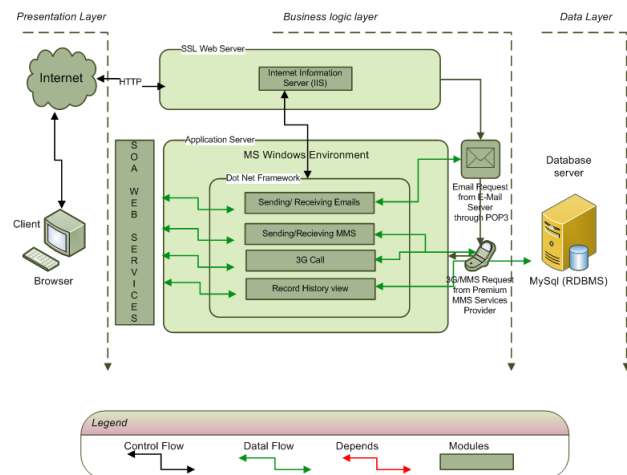 Presentation Layer
Business logic layer
Data Layer
SSL Web Server
Internet
HTTP
Internet Information
Server (IIS)
Application Server
MS Windows Environment
SOA WEB SERVICES
Dot Net Framework
Sending/ Receiving Emails
Sending/Recieving MMS
3G Call
Record History view
Email Request
from E-Mail
Server
through POP3
3G/MMS Request
from Premium
MMS Services
Provider
Database
server
MySql (RDBMS)
Client
Browser
Legend
Control Flow
Datal Flow
Depends
Modules